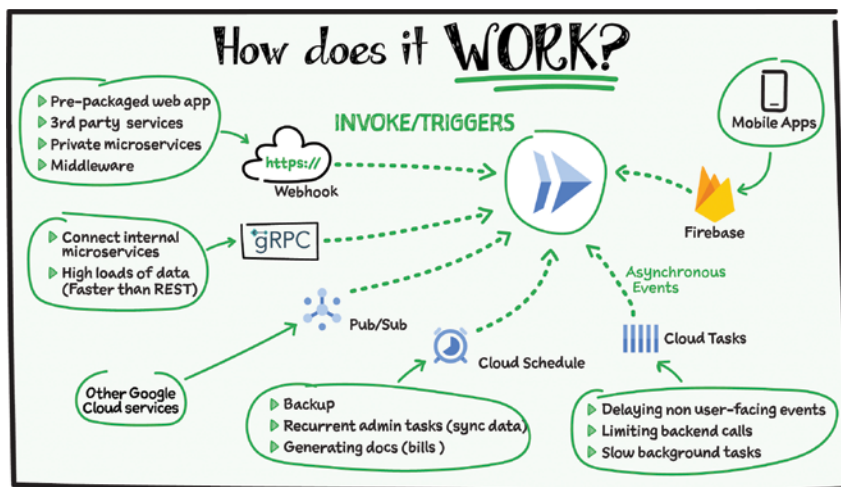 How does it WORK?
Pre-packaged web app
3rd party services
Private microservices
Middleware
https://
Webhook
INVOKE/TRIGGERS
Mobile Apps
Firebase
Connect internal
microservices
High loads of data
(Faster than REST)
gRPC
Pub/Sub
Other Google
Cloud services
Cloud Schedule
Backup
Recurrent admin tasks (sync data)
Generating docs (bills )
Asynchronous
Events
Cloud Tasks
Delaying non user-facing events
Limiting backend calls
Slow background tasks